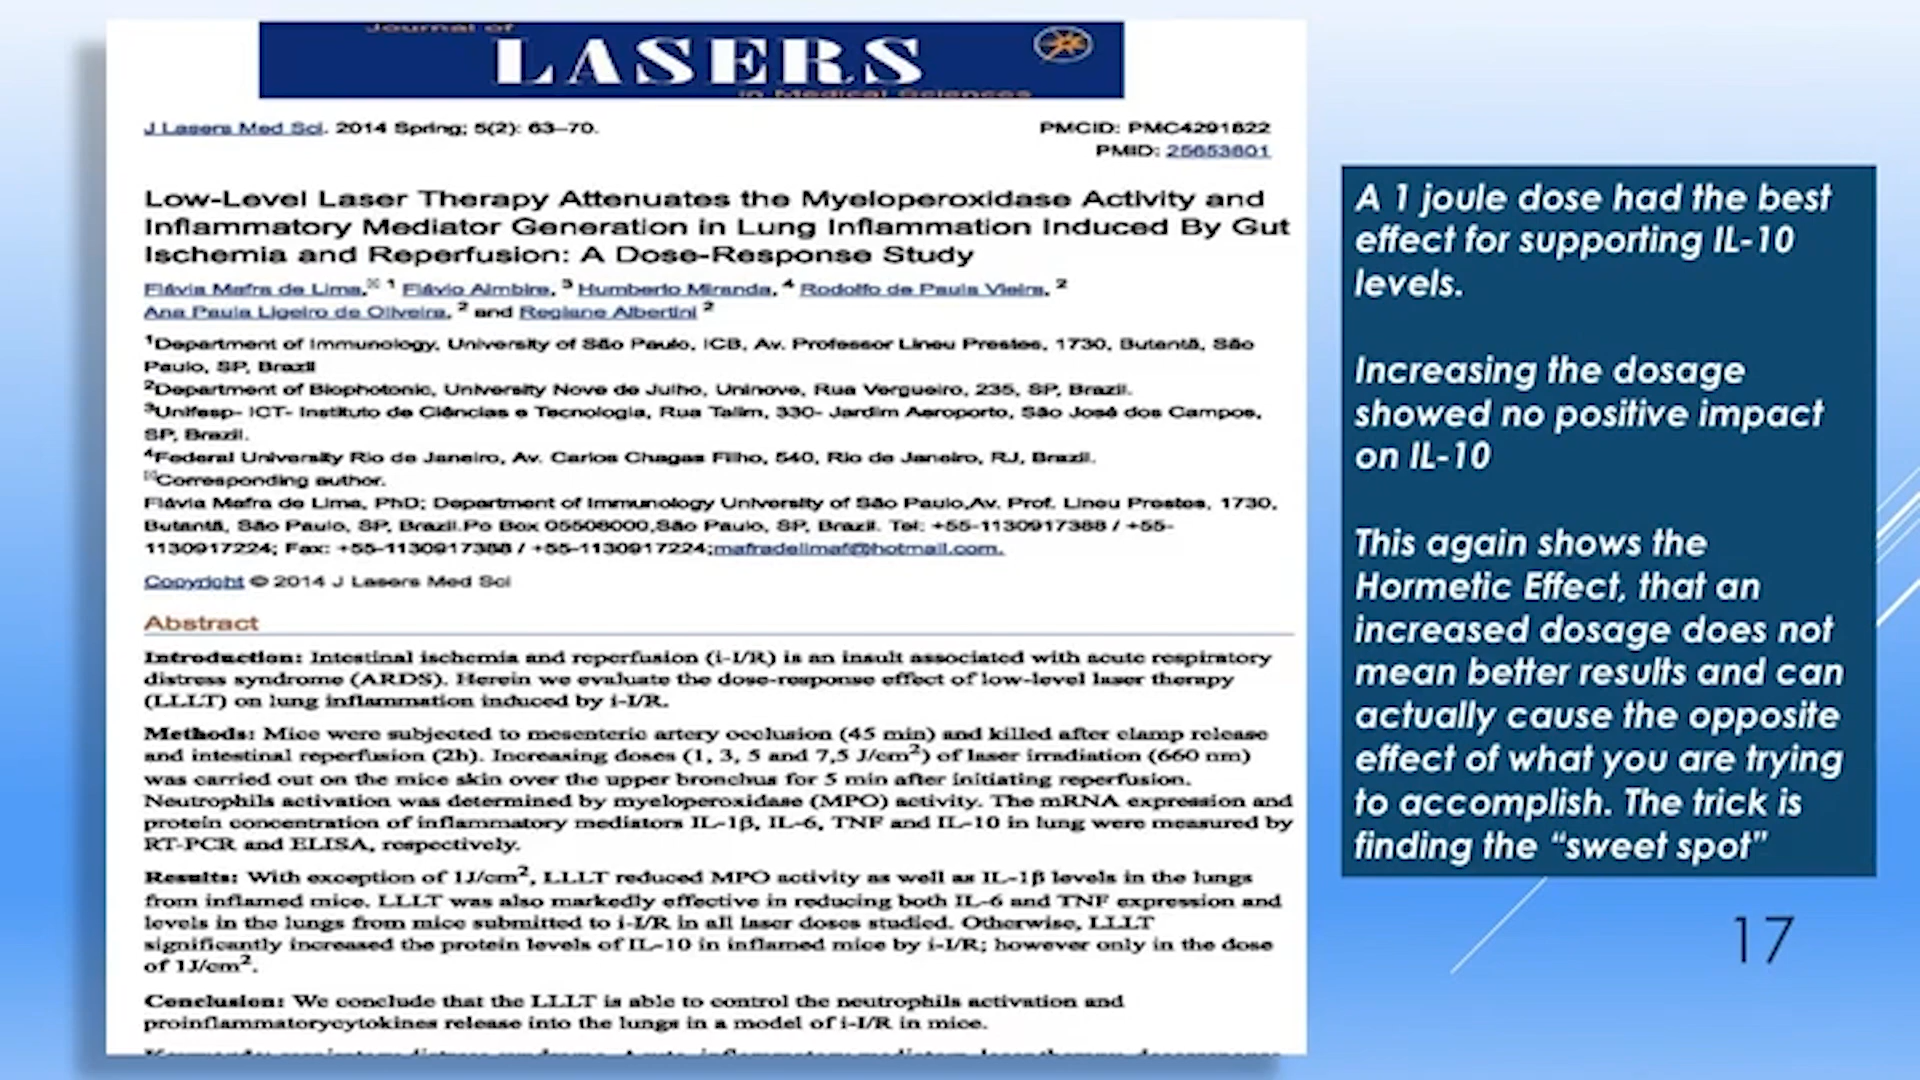 Journal of
LASERS
in Medical Sciences
J Lasers Med Sci. 2014 Spring; 5(2): 63–70.
PMCID: PMC4291822
PMID: 25653801
Low-Level Laser Therapy Attenuates the Myeloperoxidase Activity and
Inflammatory Mediator Generation in Lung Inflammation Induced By Gut
Ischemia and Reperfusion: A Dose-Response Study
Flávia Mafra de Lima, 1 Flávio Aimbire, 3 Humberto Miranda, 4 Rodolfo de Paula Vieira, 2
Ana Paula Ligeiro de Oliveira, 2 and Regiane Albertini 2
1Department of Immunology, University of São Paulo, ICB, Av. Professor Lineu Prestes, 1730, Butantã, São
Paulo, SP, Brazil
2Department of Biophotonic, University Nove de Julho, Uninove, Rua Vergueiro, 235, SP, Brazil.
3Unifesp- ICT- Instituto de Ciências e Tecnologia, Rua Talim, 330- Jardim Aeroporto, São José dos Campos,
SP, Brazil.
4Federal University Rio de Janeiro, Av. Carlos Chagas Filho, 540, Rio de Janeiro, RJ, Brazil.
Corresponding author.
Flávia Mafra de Lima, PhD; Department of Immunology University of São Paulo,Av. Prof. Lineu Prestes, 1730,
Butantã, São Paulo, SP, Brazil.Po Box 05508000,São Paulo, SP, Brazil. Tel: +55-1130917388 / +55-
1130917224; Fax: +55-1130917388 / +55-1130917224;mafradelimaf@hotmail.com.
Copyright © 2014 J Lasers Med Sci
Abstract
Introduction: Intestinal ischemia and reperfusion (i-I/R) is an insult associated with acute respiratory
distress syndrome (ARDS). Herein we evaluate the dose-response effect of low-level laser therapy
(LLLT) on lung inflammation induced by i-I/R.
Methods: Mice were subjected to mesenteric artery occlusion (45 min) and killed after clamp release
and intestinal reperfusion (2h). Increasing doses (1, 3, 5 and 7,5 J/cm2) of laser irradiation (660 nm)
was carried out on the mice skin over the upper bronchus for 5 min after initiating reperfusion.
Neutrophils activation was determined by myeloperoxidase (MPO) activity. The mRNA expression and
protein concentration of inflammatory mediators IL-1β, IL-6, TNF and IL-10 in lung were measured by
RT-PCR and ELISA, respectively.
Results: With exception of 1J/cm2, LLLT reduced MPO activity as well as IL-1β levels in the lungs
from inflamed mice. LLLT was also markedly effective in reducing both IL-6 and TNF expression and
levels in the lungs from mice submitted to i-I/R in all laser doses studied. Otherwise, LLLT
significantly increased the protein levels of IL-10 in inflamed mice by i-I/R; however only in the dose
of 1J/cm2.
Conclusion: We conclude that the LLLT is able to control the neutrophils activation and
proinflammatorycytokines release into the lungs in a model of i-I/R in mice.
A 1 joule dose had the best
effect for supporting IL-10
levels.
Increasing the dosage
showed no positive impact
on IL-10
This again shows the
Hormetic Effect, that an
increased dosage does not
mean better results and can
actually cause the opposite
effect of what you are trying
to accomplish. The trick is
finding the “sweet spot”
17